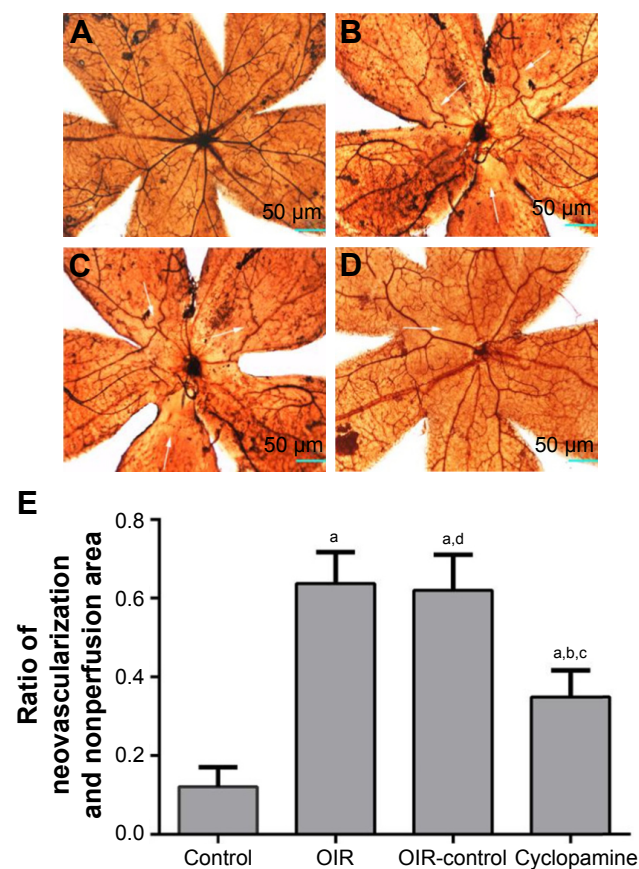 A
50 µm
B
50 µm
C
50 µm
D
50 µm
E
Ratio of
neovascularization
and nonperfusion area
0.8
0.6
0.4
0.2
0.0
a
a,d
a,b,c
Control
OIR
OIR-control
Cyclopamine